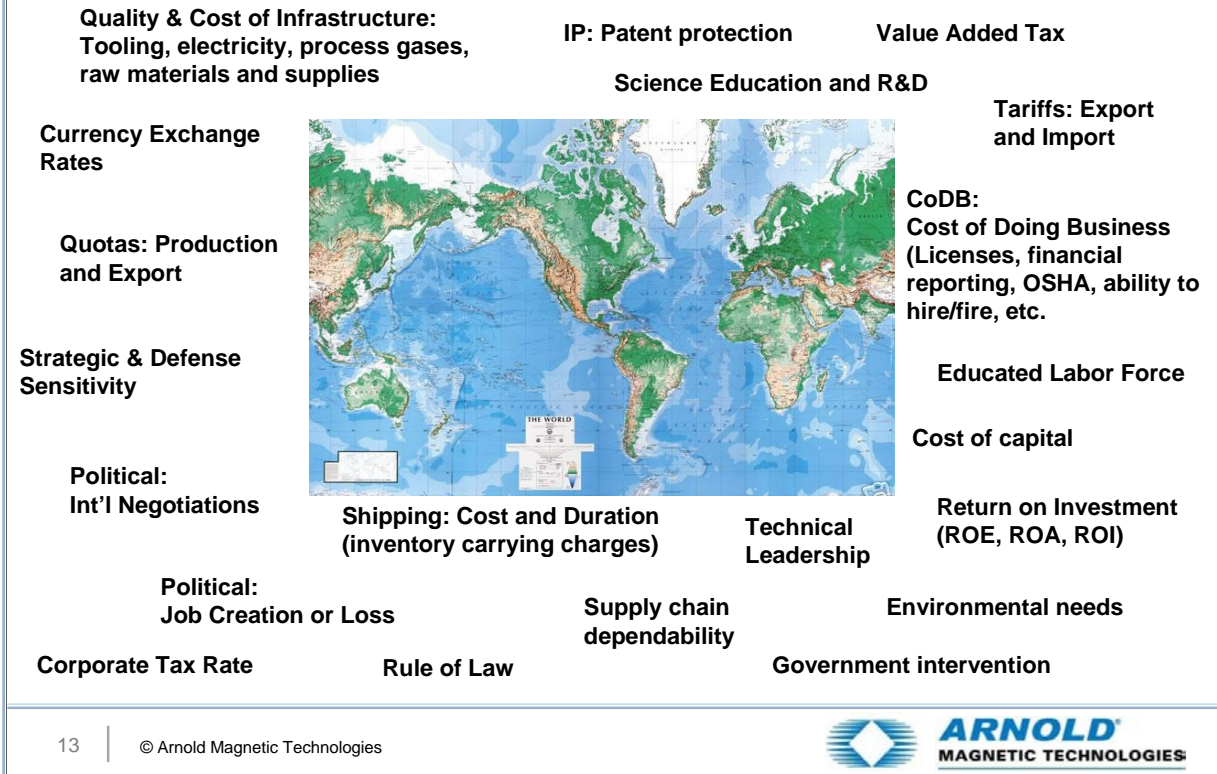 Quality & Cost of Infrastructure:
Tooling, electricity, process gases,
raw materials and supplies
IP: Patent protection
Value Added Tax
Science Education and R&D
Tariffs: Export
and Import
Currency Exchange
Rates
CoDB:
Cost of Doing Business
(Licenses, financial
reporting, OSHA, ability to
hire/fire, etc.
Quotas: Production
and Export
Strategic & Defense
Sensitivity
Educated Labor Force
THE WORLD
Cost of capital
Political:
Int'l Negotiations
Return on Investment
(ROE, ROA, ROI)
Shipping: Cost and Duration
(inventory carrying charges)
Technical
Leadership
Political:
Job Creation or Loss
Supply chain
dependability
Environmental needs
Corporate Tax Rate
Rule of Law
Government intervention
13
© Arnold Magnetic Technologies
ARNOLD®
MAGNETIC TECHNOLOGIES